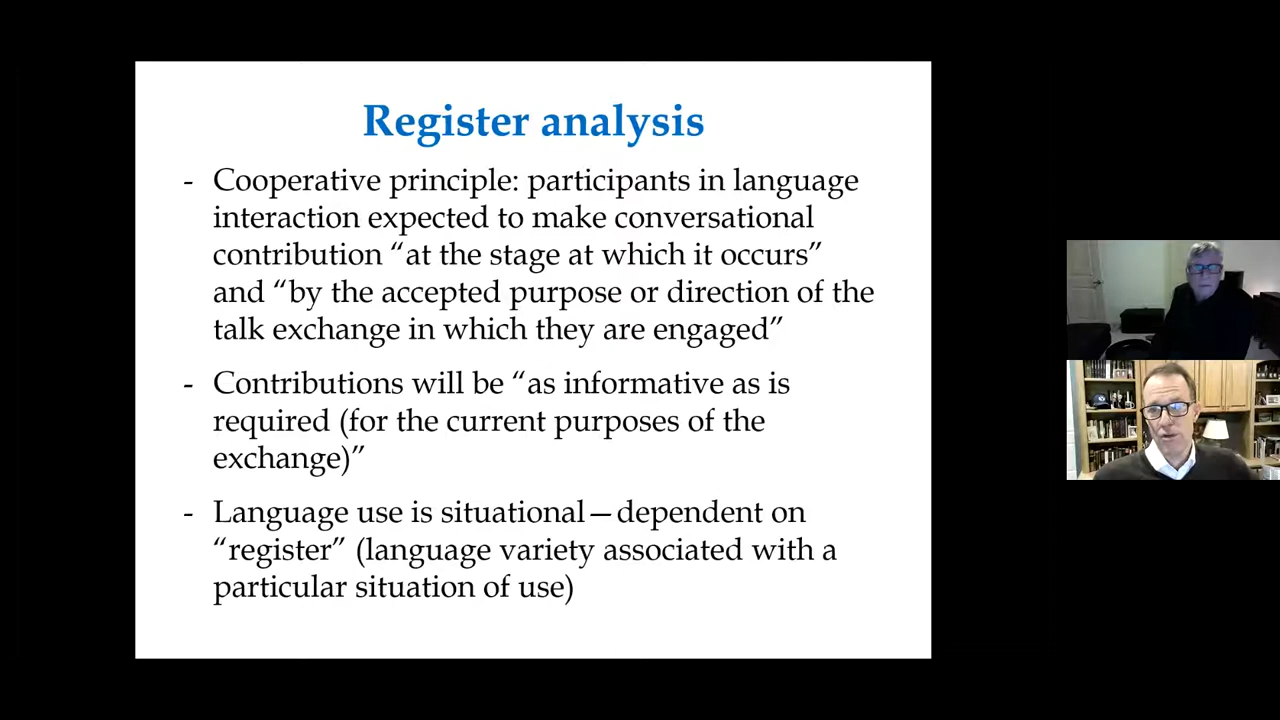 Register analysis
- Cooperative principle: participants in language
interaction expected to make conversational
contribution “at the stage at which it occurs”
and “by the accepted purpose or direction of the
talk exchange in which they are engaged”
- Contributions will be “as informative as is
required (for the current purposes of the
exchange)”
- Language use is situational—dependent on
“register” (language variety associated with a
particular situation of use)